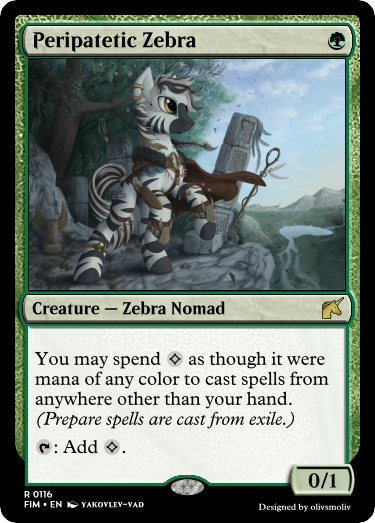 Peripatetic Zebra
Creature — Zebra Nomad
You may spend ◇ as though it were
mana of any color to cast spells from
anywhere other than your hand.
(Prepare spells are cast from exile.)
: Add ◇.
0/1
R 0116
FIM • EN YAKOVLEV-VAD
Designed by olivsmoliv